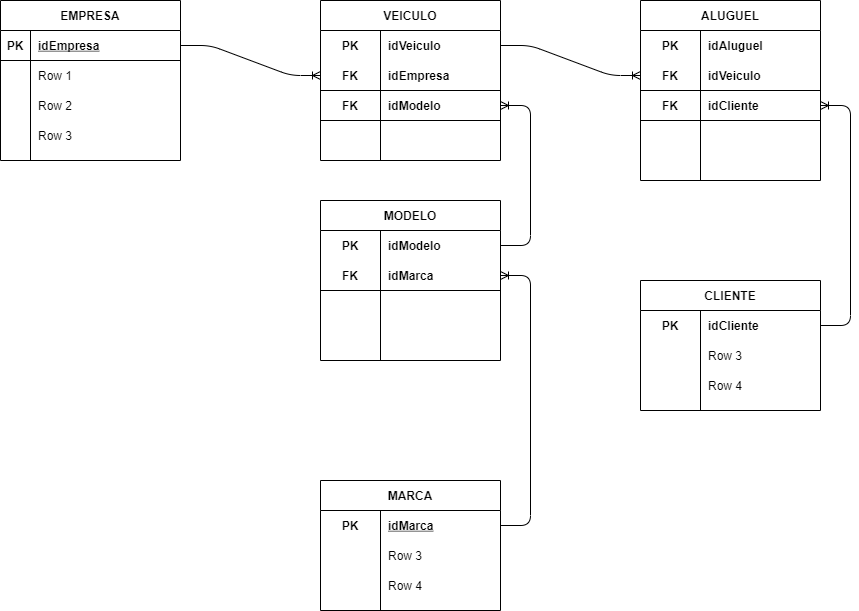 EMPRESA
PK idEmpresa
Row 1
Row 2
Row 3
VEICULO
PK idVeiculo
FK idEmpresa
FK idModelo
ALUGUEL
PK idAluguel
FK idVeiculo
FK idCliente
MODELO
PK idModelo
FK idMarca
CLIENTE
PK idCliente
Row 3
Row 4
MARCA
PK idMarca
Row 3
Row 4